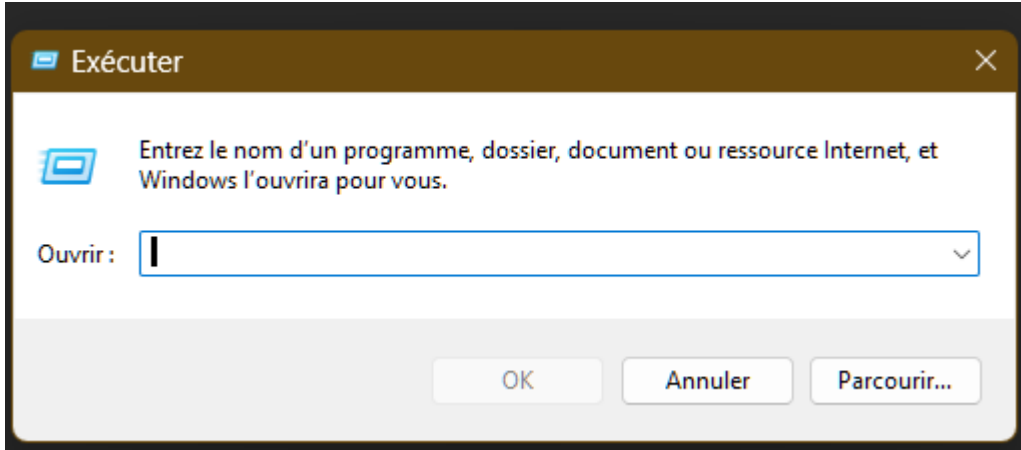 Exécuter
Entrez le nom d’un programme, dossier, document ou ressource Internet, et
Windows l’ouvrira pour vous.
Ouvrir :
OK
Annuler
Parcourir...